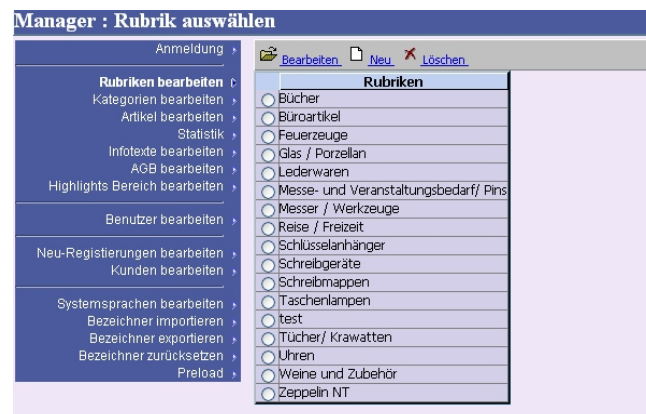 Manager : Rubrik auswählen
Anmeldung
Rubriken bearbeiten
Kategorien bearbeiten
Artikel bearbeiten
Statistik
Infotexte bearbeiten
AGB bearbeiten
Highlights Bereich bearbeiten
Benutzer bearbeiten
Neu-Registierungen bearbeiten
Kunden bearbeiten
Systemsprachen bearbeiten
Bezeichner importieren
Bezeichner exportieren
Bezeichner zurücksetzen
Preload
Bearbeiten Neu Löschen
Rubriken
Bücher
Büroartikel
Feuerzeuge
Glas / Porzellan
Lederwaren
Messe- und Veranstaltungsbedarf/ Pins
Messer / Werkzeuge
Reise / Freizeit
Schlüsselanhänger
Schreibgeräte
Schreibmappen
Taschenlampen
test
Tücher/ Krawatten
Uhren
Weine und Zubehör
Zeppelin NT